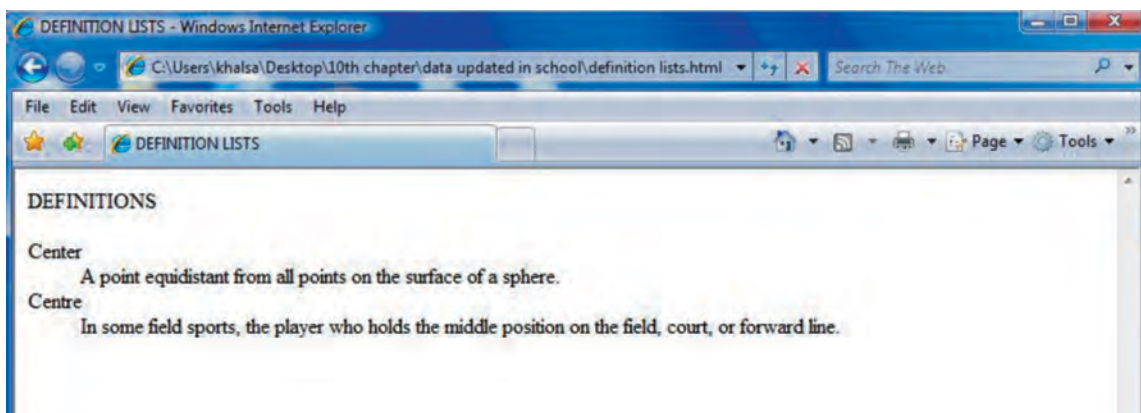 DEFINITION LISTS - Windows Internet Explorer
C:\Users\khalsa\Desktop\10th chapter\data updated in school\definition lists.html Search The Web
File Edit View Favorites Tools Help
DEFINITION LISTS Page Tools
DEFINITIONS
Center
A point equidistant from all points on the surface of a sphere.
Centre
In some field sports, the player who holds the middle position on the field, court, or forward line.